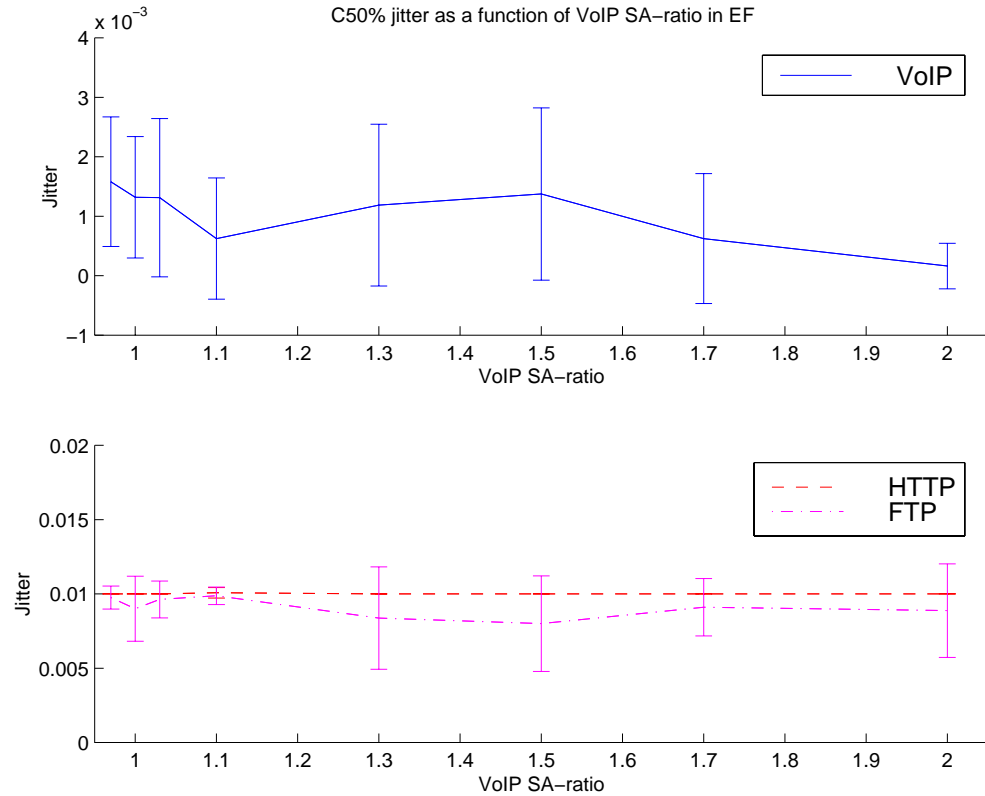 C50% jitter as a function of VoIP SA−ratio in EF
x 10−3
4
3
2
1
0
−1
Jitter
VoIP
1 1.1 1.2 1.3 1.4 1.5 1.6 1.7 1.8 1.9 2
VoIP SA−ratio
0.02
0.015
0.01
0.005
0
Jitter
HTTP
FTP
1 1.1 1.2 1.3 1.4 1.5 1.6 1.7 1.8 1.9 2
VoIP SA−ratio